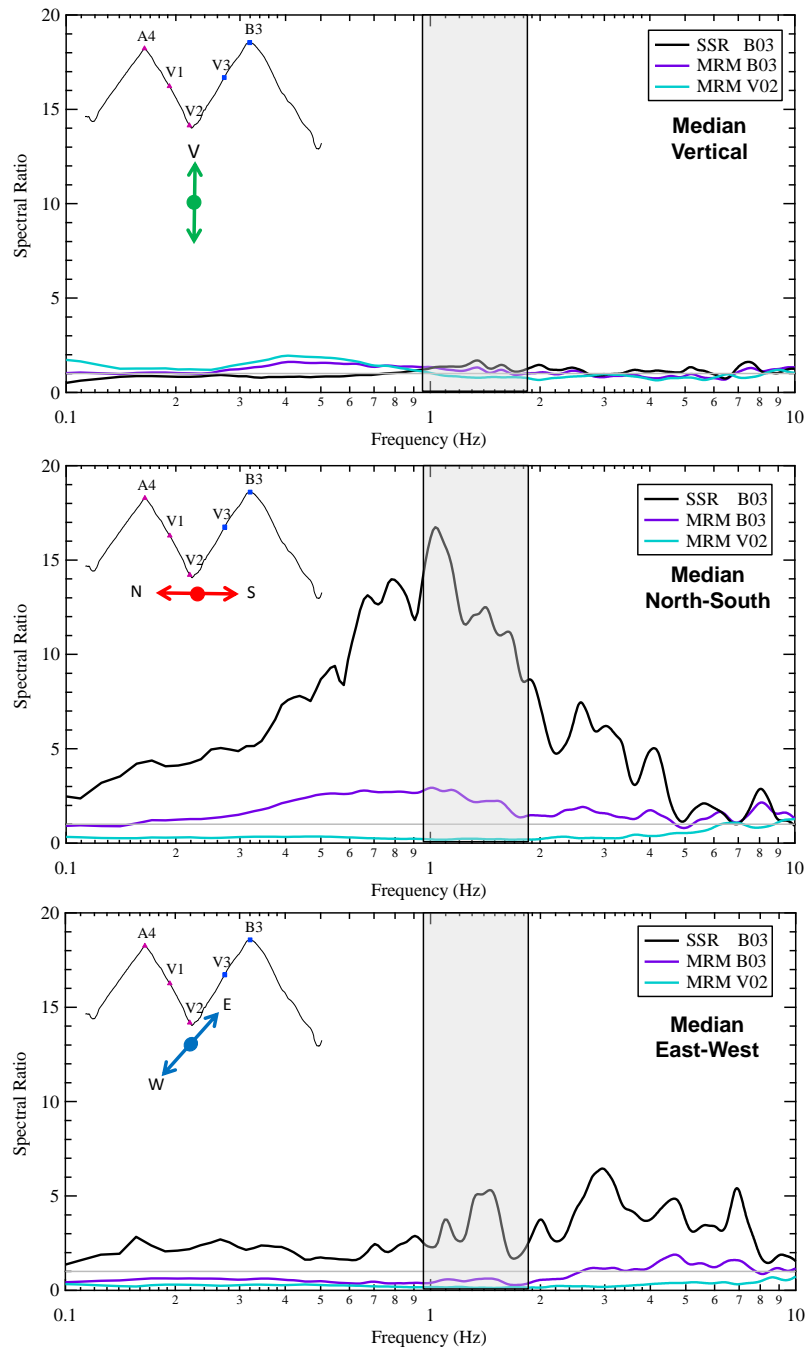 20
15
10
5
0
Spectral Ratio
A4
V1
V2
V3
B3
V
SSR B03
MRM B03
MRM V02
Median
Vertical
0.1
2
3
4
5
6
7
8
9
1
2
3
4
5
6
7
8
9
10
Frequency (Hz)
20
15
10
5
0
Spectral Ratio
A4
V1
V2
V3
B3
N
S
SSR B03
MRM B03
MRM V02
Median
North-South
0.1
2
3
4
5
6
7
8
9
1
2
3
4
5
6
7
8
9
10
Frequency (Hz)
20
15
10
5
0
Spectral Ratio
A4
V1
V2
V3
B3
E
W
SSR B03
MRM B03
MRM V02
Median
East-West
0.1
2
3
4
5
6
7
8
9
1
2
3
4
5
6
7
8
9
10
Frequency (Hz)